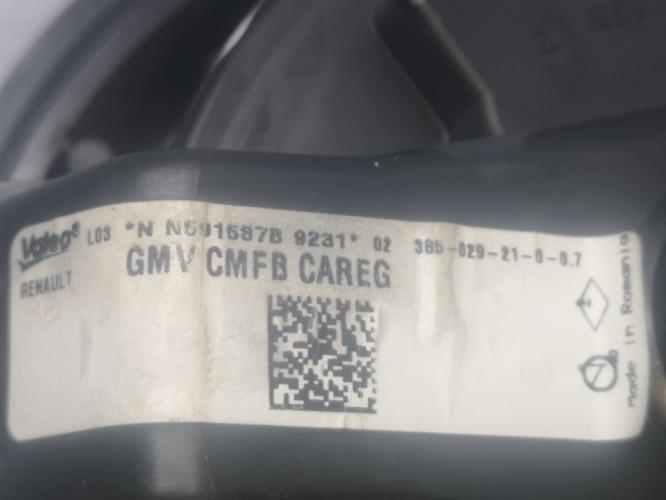 Valeo L03 *N N591587B 9231* 02 385-029-21-0-0.7
RENAULT GMV CMFB CAREG
made in Romania